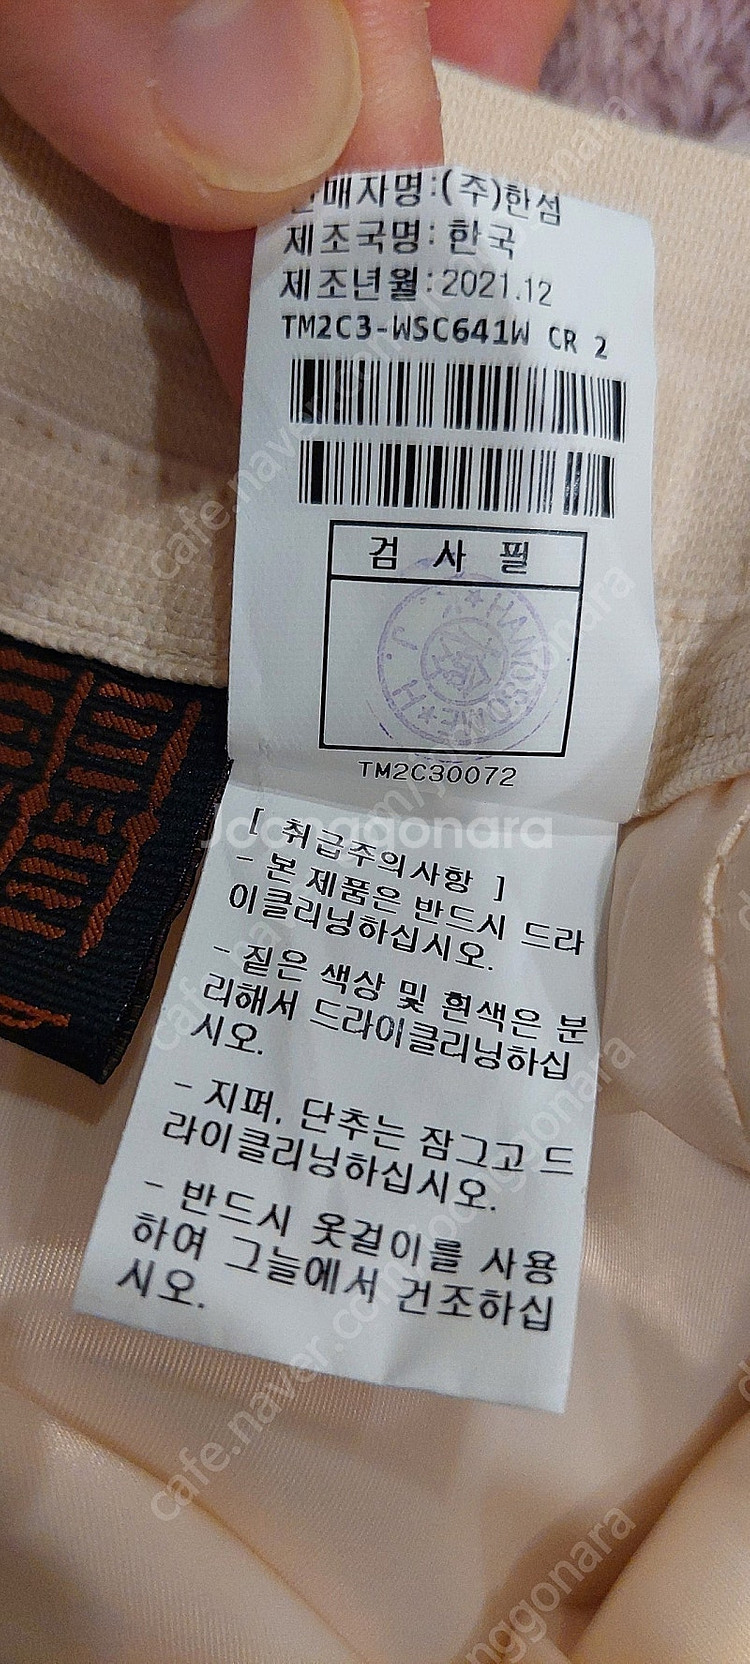 판매자명:(주)한섬
제조국명: 한국
제조년월:2021.12
TM2C3-WSC641W CR 2
검 사 필
TM2C30072
Joonggonara
[ 취급주의사항 ]
- 본 제품은 반드시 드라
이클리닝하십시오.
- 짙은 색상 및 흰색은 분
리해서 드라이클리닝하십
시오.
- 지퍼, 단추는 잠그고 드
라이클리닝하십시오.
- 반드시 옷걸이를 사용
하여 그늘에서 건조하십
시오.